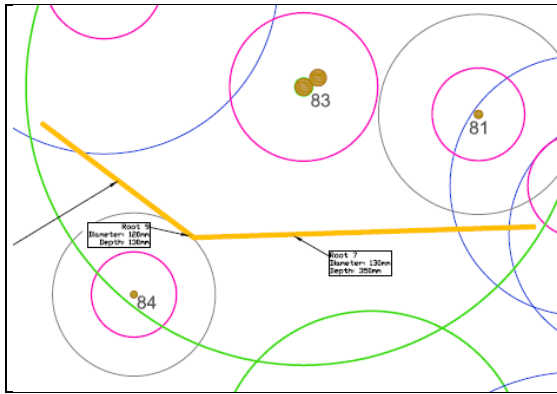 83
81
Root 9
Diameter: 120mm
Depth: 130mm
Root 7
Diameter: 130mm
Depth: 350mm
84